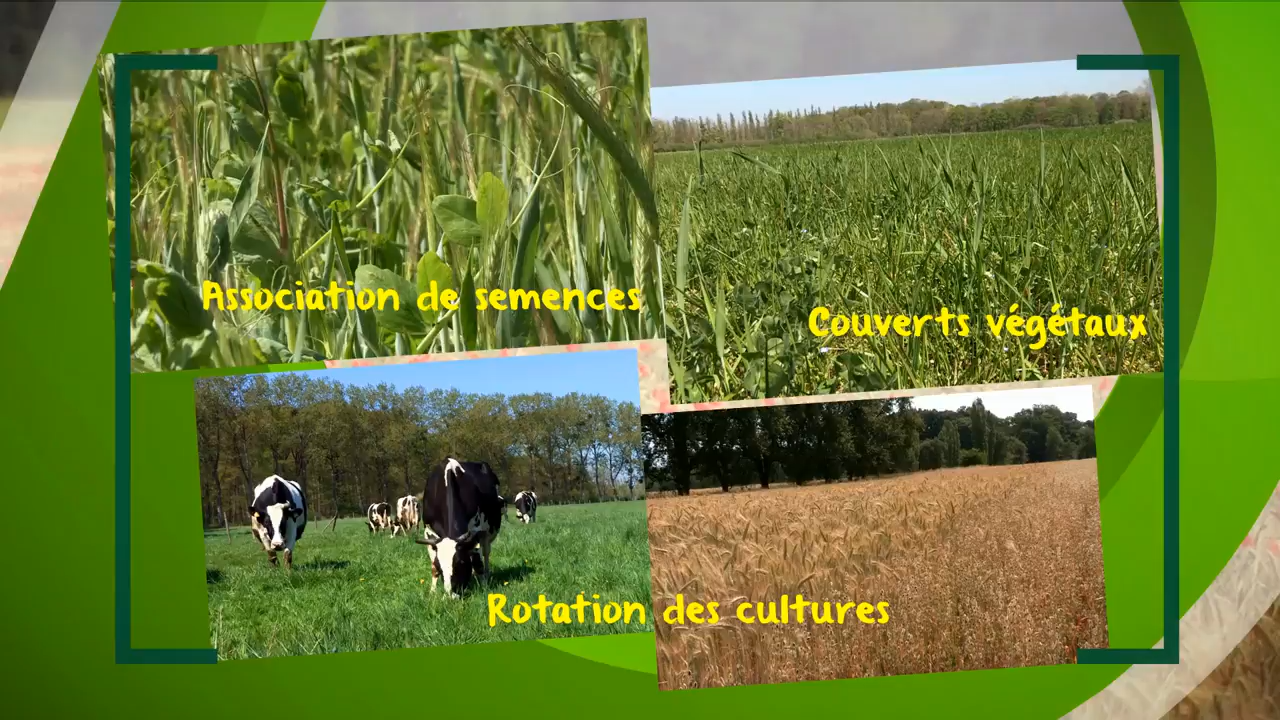 Association de semences
Couverts végétaux
Rotation des cultures